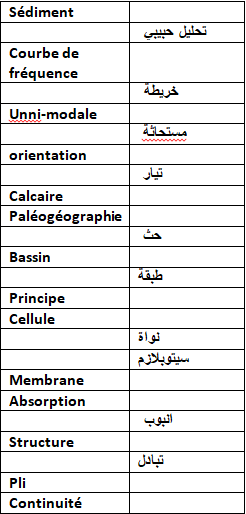 Sédiment
تحليل حبيبي
Courbe de
fréquence
خريطة
Unni-modale
مستحاثة
orientation
تيار
Calcaire
Paléogéographie
حث
Bassin
طبقة
Principe
Cellule
نواة
سيتوبلازم
Membrane
Absorption
انبوب
Structure
تبادل
Pli
Continuité